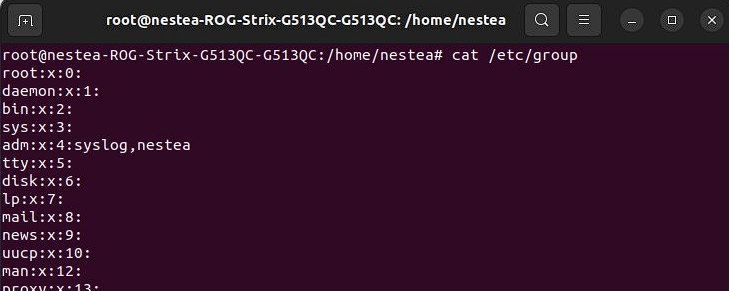 root@nestea-ROG-Strix-G513QC-G513QC: /home/nestea
root@nestea-ROG-Strix-G513QC-G513QC:/home/nestea# cat /etc/group
root:x:0:
daemon:x:1:
bin:x:2:
sys:x:3:
adm:x:4:syslog,nestea
tty:x:5:
disk:x:6:
lp:x:7:
mail:x:8:
news:x:9:
uucp:x:10:
man:x:12:
proxy:x:13: